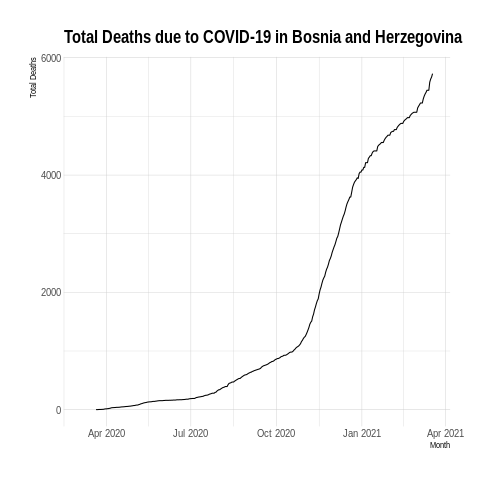 Total Deaths due to COVID-19 in Bosnia and Herzegovina
Total Deaths
6000
4000
2000
0
Apr 2020 Jul 2020 Oct 2020 Jan 2021 Apr 2021
Month